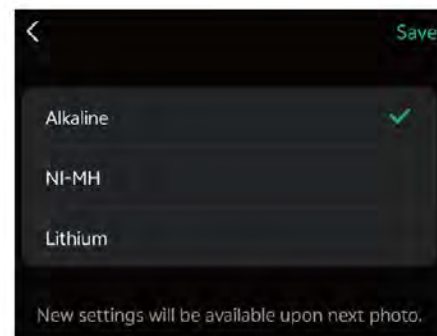 Save
Alkaline
NI-MH
Lithium
New settings will be available upon next photo.